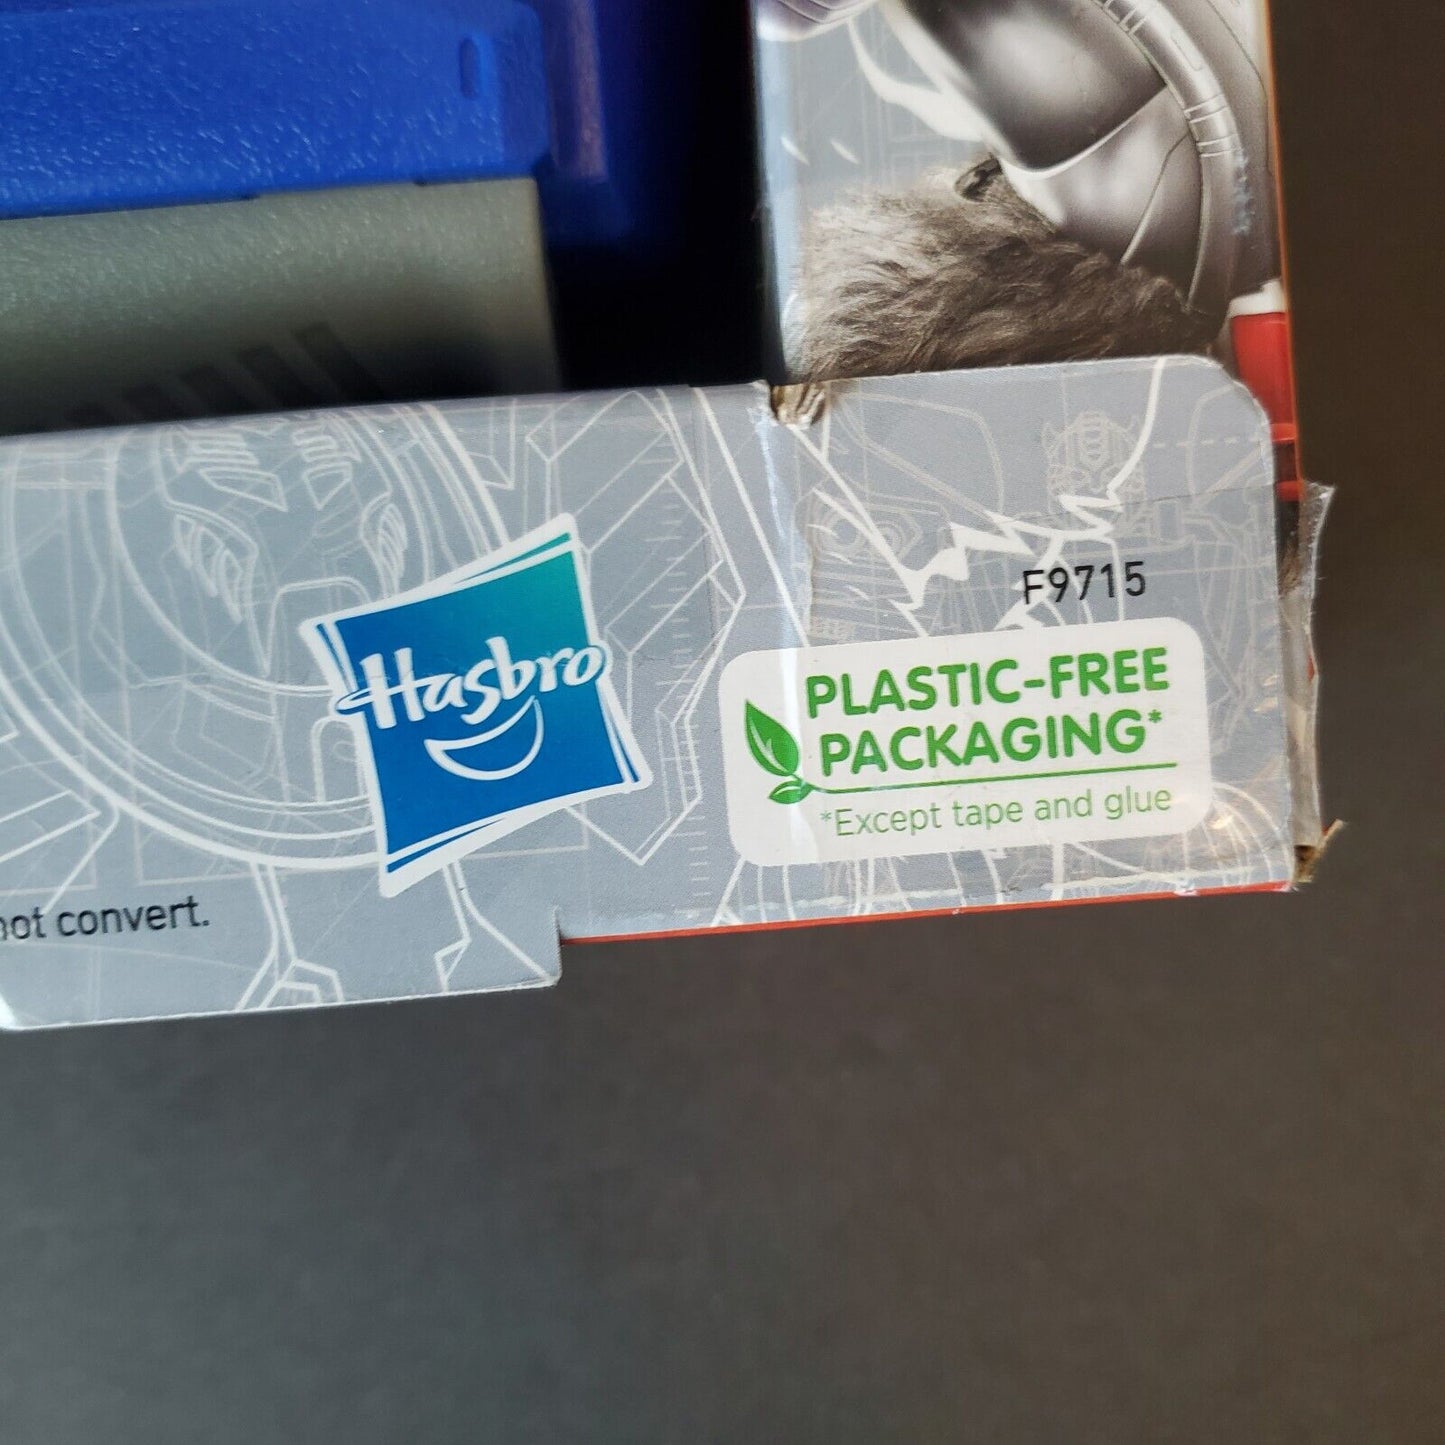 F9715
Hasbro
PLASTIC-FREE
PACKAGING*
*Except tape and glue
not convert.